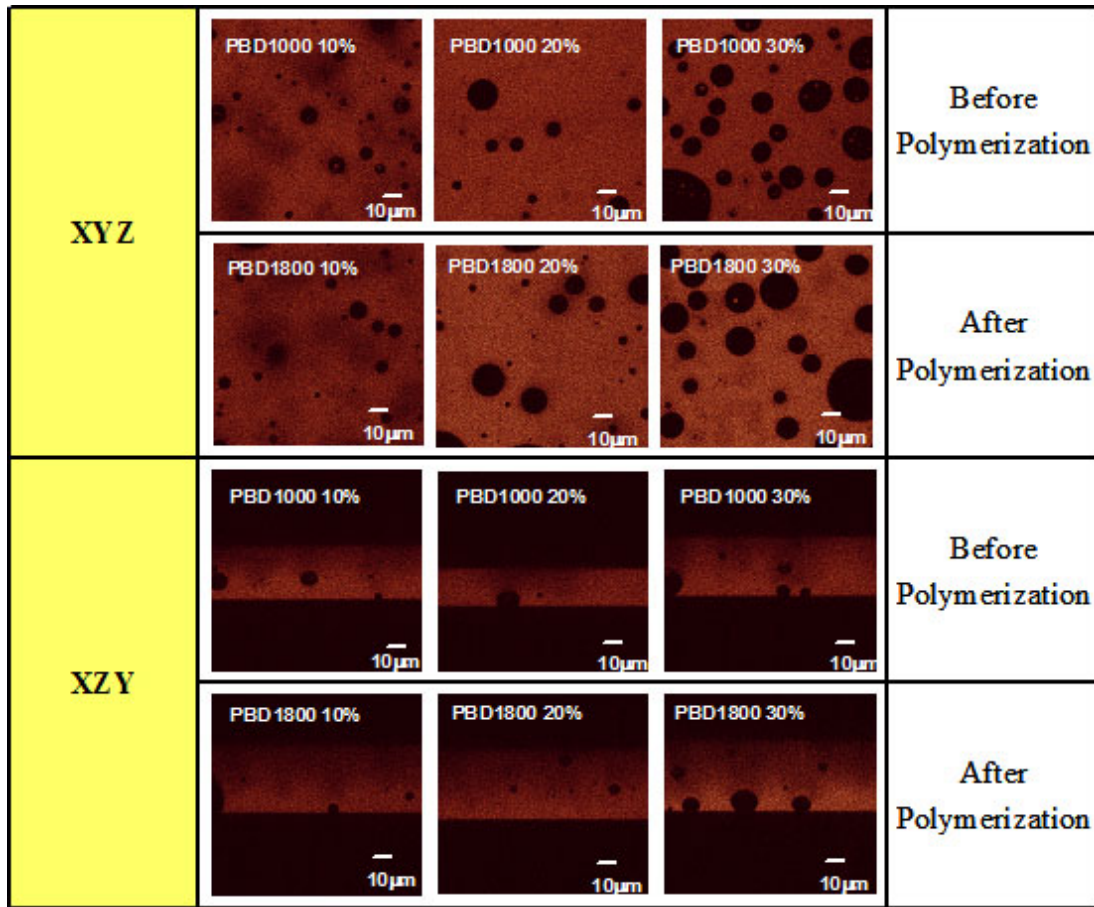 XYZ
PBD1000 10%
10µm
PBD1000 20%
10µm
PBD1000 30%
10µm
Before
Polymerization
PBD1800 10%
10µm
PBD1800 20%
10µm
PBD1800 30%
10µm
After
Polymerization
XZY
PBD1000 10%
10µm
PBD1000 20%
10µm
PBD1000 30%
10µm
Before
Polymerization
PBD1800 10%
10µm
PBD1800 20%
10µm
PBD1800 30%
10µm
After
Polymerization